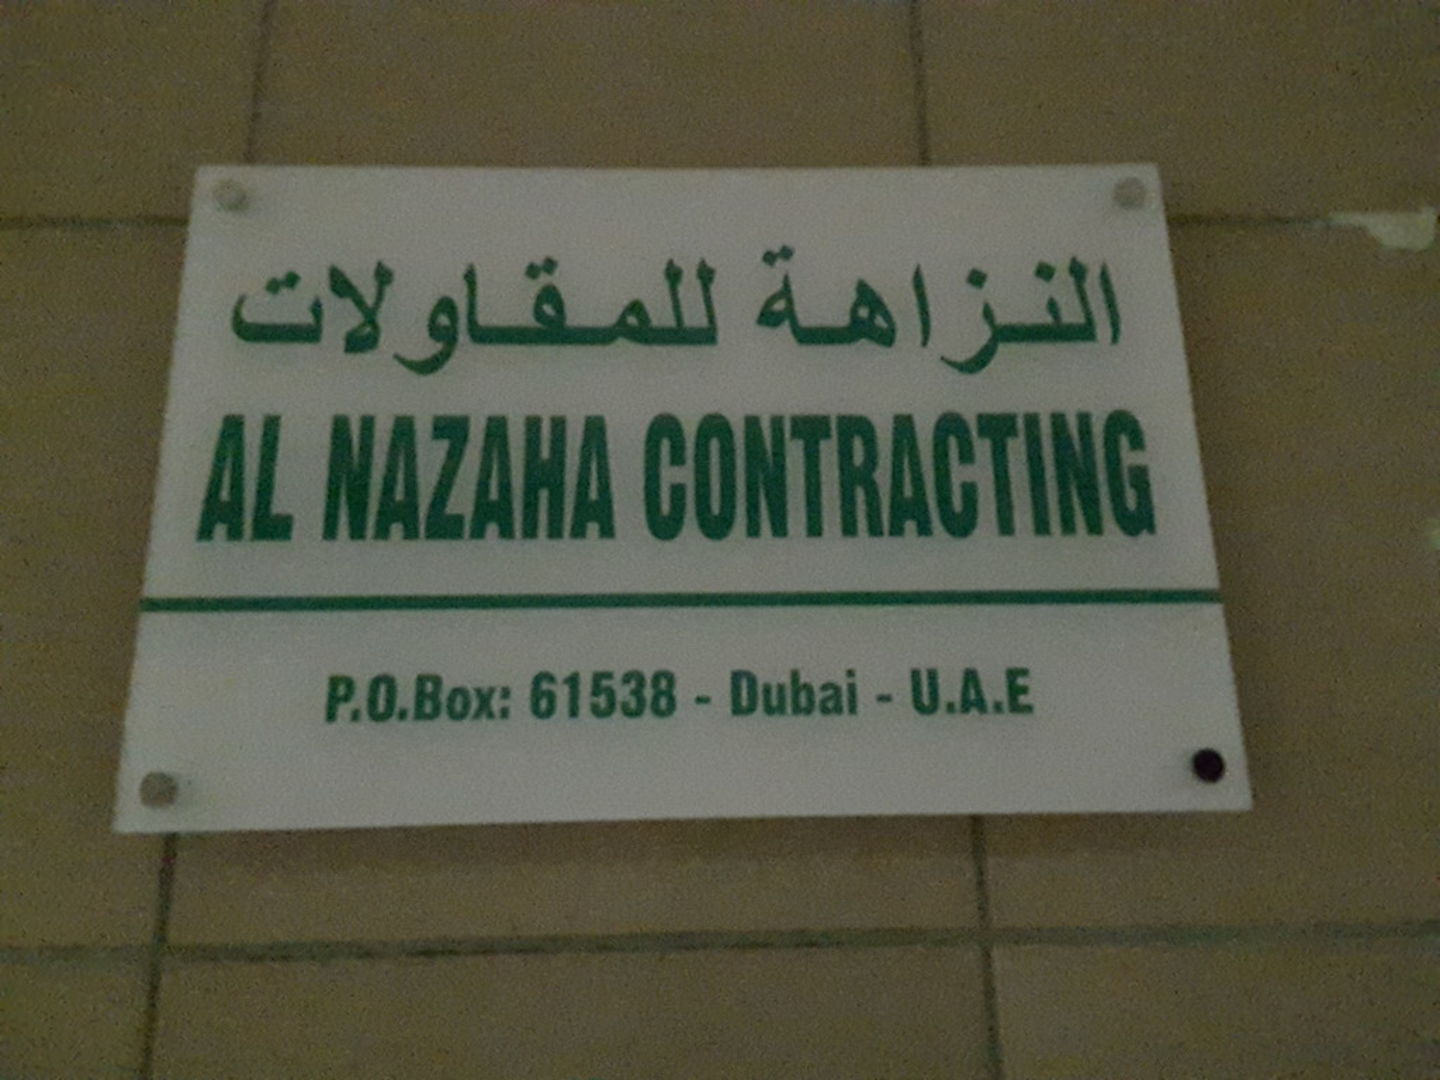 النزاهة للمقاولات
AL NAZAHA CONTRACTING
P.O.Box: 61538 - Dubai - U.A.E